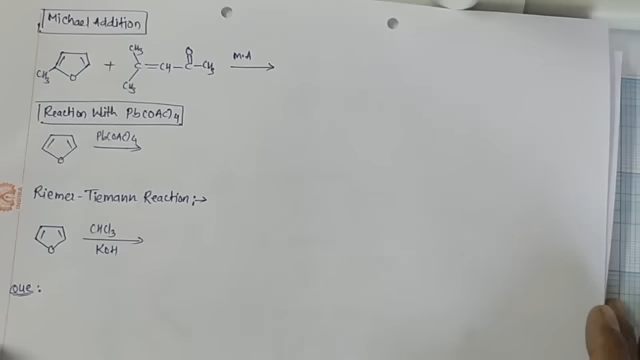 Michael Addition
CH3 O + CH3 C = CH - C - CH3 O CH3 M.A
Reaction With Pb(OAC)4
O Pb(OAC)4
Riemer-Tiemann Reaction :→
O CHCl3 KOH
Que :